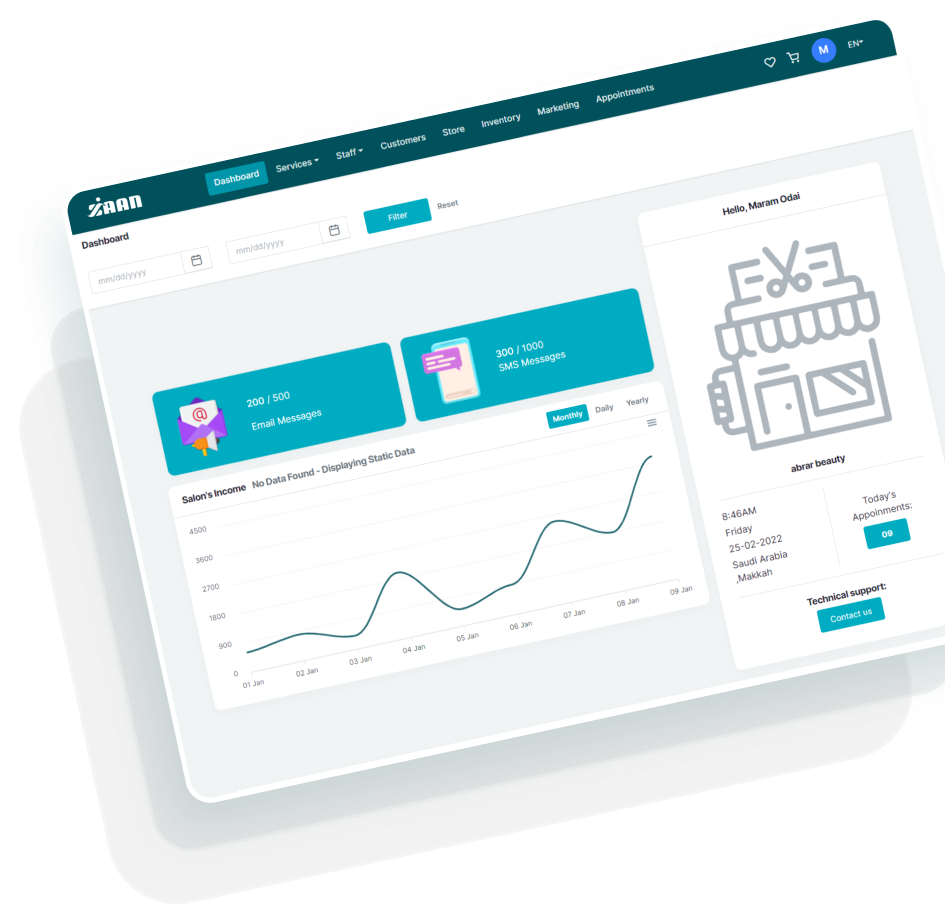 ZAAN
Dashboard
Services
Staff
Customers
Store
Inventory
Marketing
Appointments
M
EN
Dashboard
mm/dd/yyyy
mm/dd/yyyy
Filter
Reset
200 / 500
Email Messages
@
300 / 1000
SMS Messages
Salon's Income No Data Found - Displaying Static Data
Monthly
Daily
Yearly
4500
3600
2700
1800
900
0
01 Jan
02 Jan
03 Jan
04 Jan
05 Jan
06 Jan
07 Jan
08 Jan
09 Jan
Hello, Maram Odai
abrar beauty
8:46AM
Friday
25-02-2022
Saudi Arabia
,Makkah
Today's
Appoinments:
09
Technical support:
Contact us